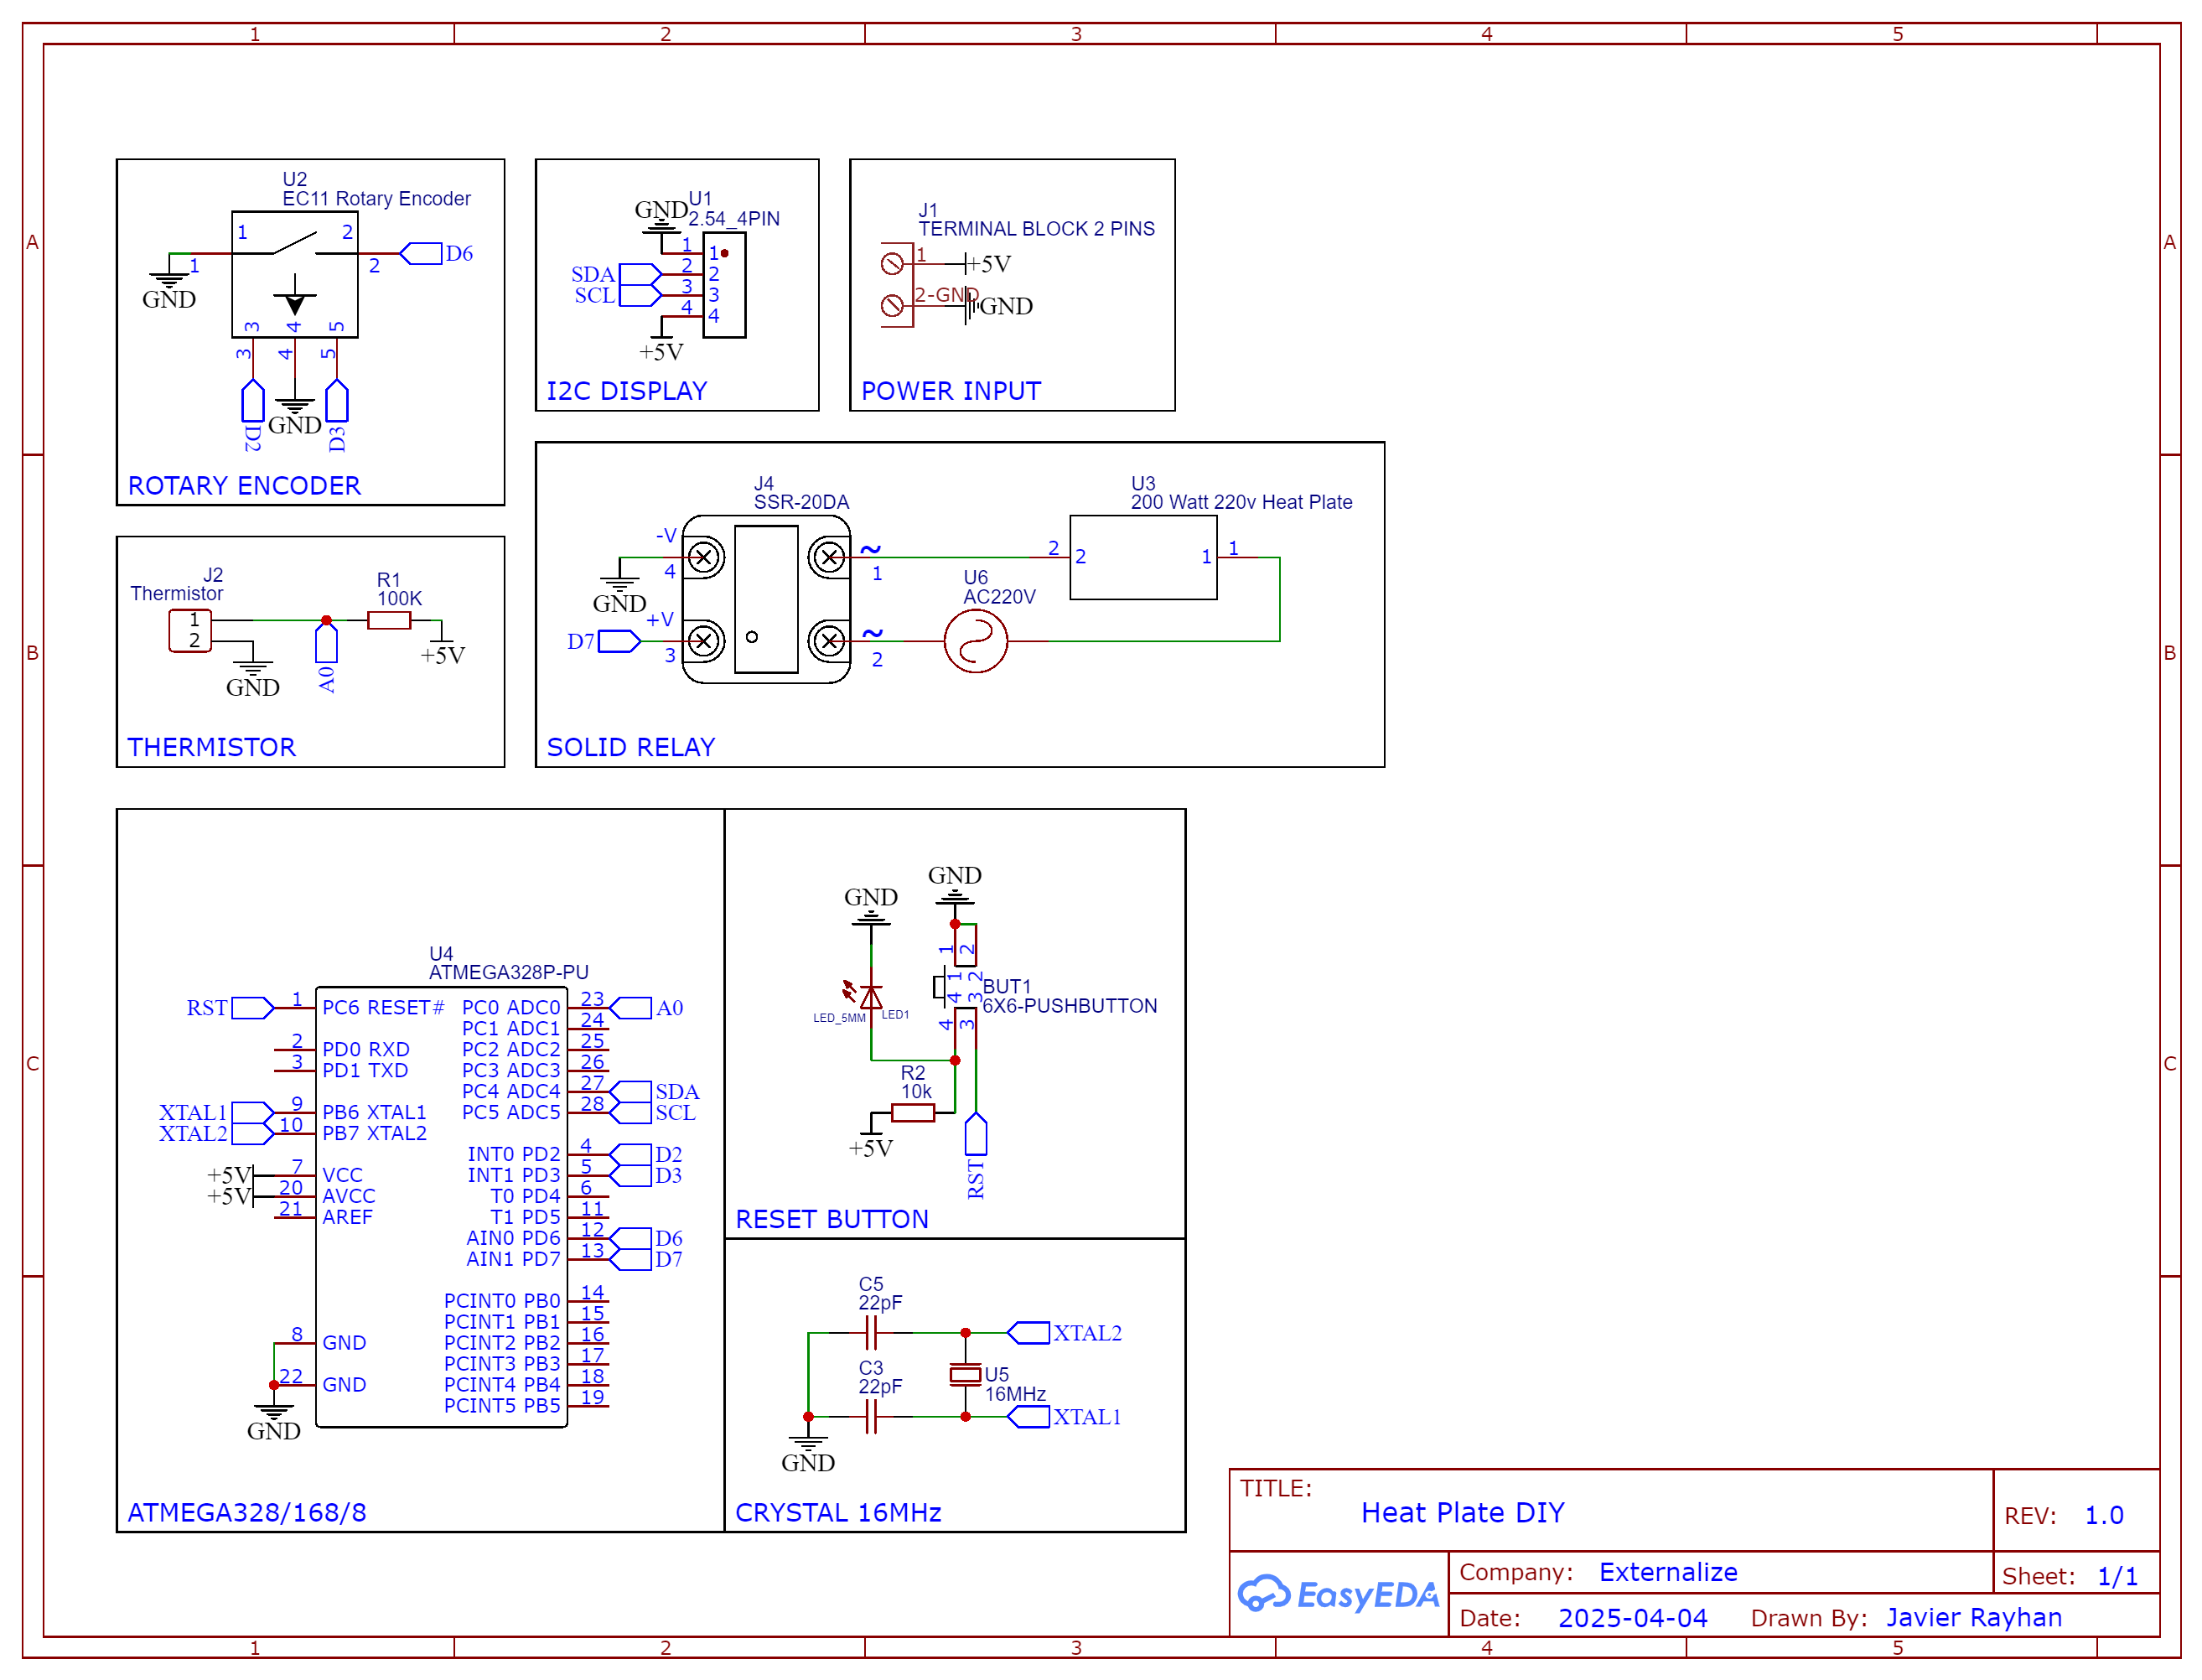 1 2 3 4 5
A A
B B
C C
U2
EC11 Rotary Encoder
1 2
1 2
D6
GND
3 4 5
3 4 5
D2 GND D3
ROTARY ENCODER
GND
U1
2.54_4PIN
1 1
SDA 2 2
SCL 3 3
4 4
+5V
I2C DISPLAY
J1
TERMINAL BLOCK 2 PINS
1 +5V
2-GND GND
POWER INPUT
J2
Thermistor
1
2
GND
A0
R1
100K
+5V
THERMISTOR
J4
SSR-20DA
-V
4
GND
+V
D7
3
~
1
~
2
U3
200 Watt 220v Heat Plate
2 2 1 1
U6
AC220V
SOLID RELAY
U4
ATMEGA328P-PU
RST 1 PC6 RESET# PC0 ADC0 23 A0
PC1 ADC1 24
2 PD0 RXD PC2 ADC2 25
3 PD1 TXD PC3 ADC3 26
PC4 ADC4 27 SDA
XTAL1 9 PB6 XTAL1 PC5 ADC5 28 SCL
XTAL2 10 PB7 XTAL2
INT0 PD2 4 D2
+5V 7 VCC INT1 PD3 5 D3
+5V 20 AVCC T0 PD4 6
21 AREF T1 PD5 11
AIN0 PD6 12 D6
AIN1 PD7 13 D7
PCINT0 PB0 14
PCINT1 PB1 15
8 GND PCINT2 PB2 16
PCINT3 PB3 17
22 GND PCINT4 PB4 18
PCINT5 PB5 19
GND
ATMEGA328/168/8
GND
GND
1 2
1 2
4 3
4 3
BUT1
6X6-PUSHBUTTON
LED_5MM LED1
R2
10k
+5V
RST
RESET BUTTON
C5
22pF
XTAL2
C3
22pF
U5
16MHz
XTAL1
GND
CRYSTAL 16MHz
TITLE:
Heat Plate DIY
REV: 1.0
EasyEDA
Company: Externalize
Sheet: 1/1
Date: 2025-04-04 Drawn By: Javier Rayhan
1 2 3 4 5